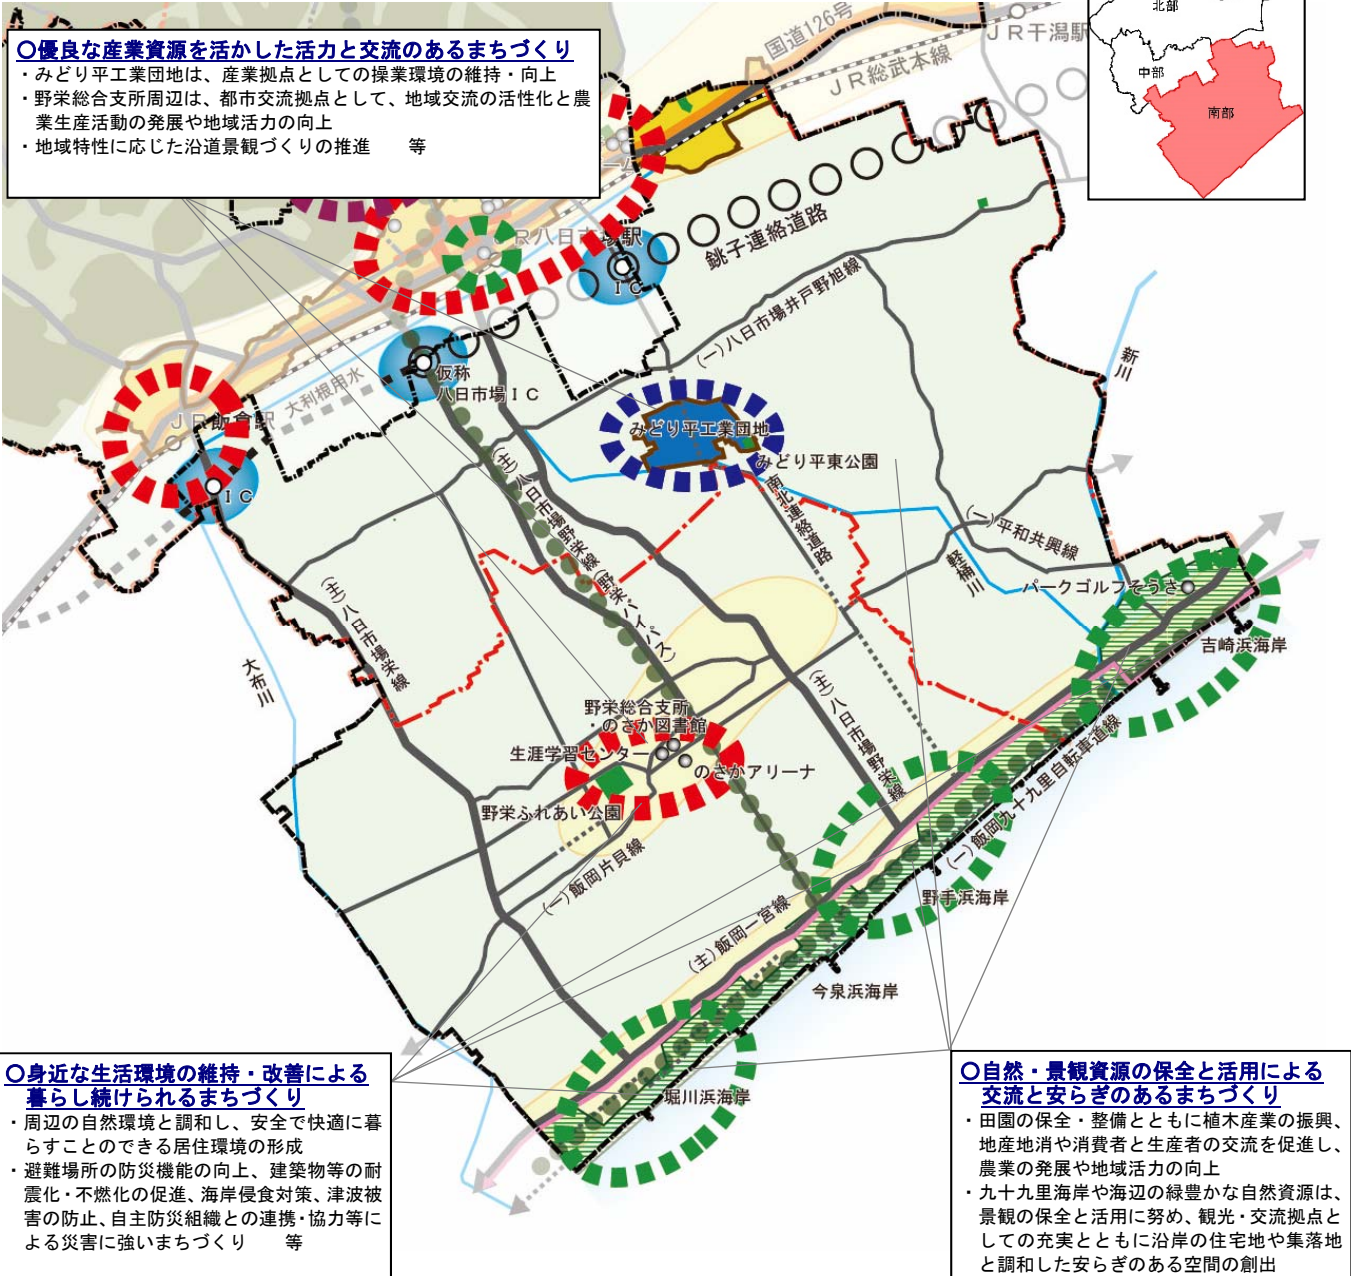 ○優良な産業資源を活かした活力と交流のあるまちづくり
・みどり平工業団地は、産業拠点としての操業環境の維持・向上
・野栄総合支所周辺は、都市交流拠点として、地域交流の活性化と農
業生産活動の発展や地域活力の向上
・地域特性に応じた沿道景観づくりの推進　等
国道126号
JR干潟駅
JR総武本線
北部
中部
南部
ーム
JR八日市場駅
銚子連絡道路
IC
(一)八日市場井戸野旭線
新川
仮称
八日市場IC
大利根用水
JR飯倉駅
IC
みどり平工業団地
みどり平東公園
南北連絡道路
(主)八日市場野栄線(野栄バイパス)
(一)平和共興線
軽桶川
パークゴルフそうさ
吉崎浜海岸
(主)八日市場栄線
大布川
野栄総合支所
・のさか図書館
生涯学習センター
のさかアリーナ
野栄ふれあい公園
(主)八日市場野栄線
(一)飯岡九十九里自転車道線
(一)飯岡片貝線
野手浜海岸
(主)飯岡一宮線
今泉浜海岸
堀川浜海岸
○身近な生活環境の維持・改善による
暮らし続けられるまちづくり
・周辺の自然環境と調和し、安全で快適に暮
らすことのできる居住環境の形成
・避難場所の防災機能の向上、建築物等の耐
震化・不燃化の促進、海岸侵食対策、津波被
害の防止、自主防災組織との連携・協力等に
よる災害に強いまちづくり　等
○自然・景観資源の保全と活用による
交流と安らぎのあるまちづくり
・田園の保全・整備とともに植木産業の振興、
地産地消や消費者と生産者の交流を促進し、
農業の発展や地域活力の向上
・九十九里海岸や海辺の緑豊かな自然資源は、
景観の保全と活用に努め、観光・交流拠点と
しての充実とともに沿岸の住宅地や集落地
と調和した安らぎのある空間の創出